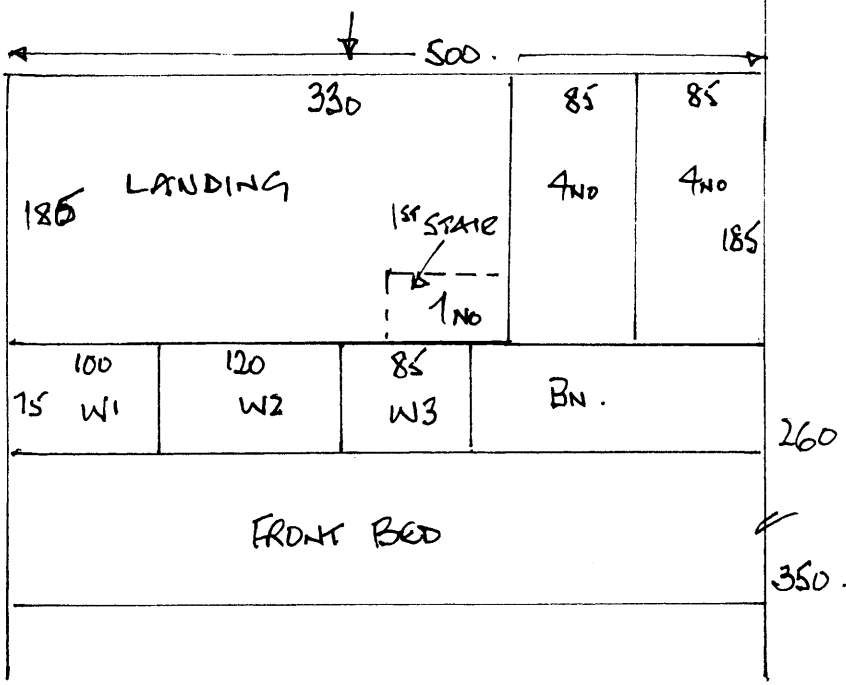 500.
330 85 85
LANDING 4NO 4NO
185 185
1ST STAIR
1NO
100 120 85
75 W1 W2 W3 BN.
260
FRONT BED
350.